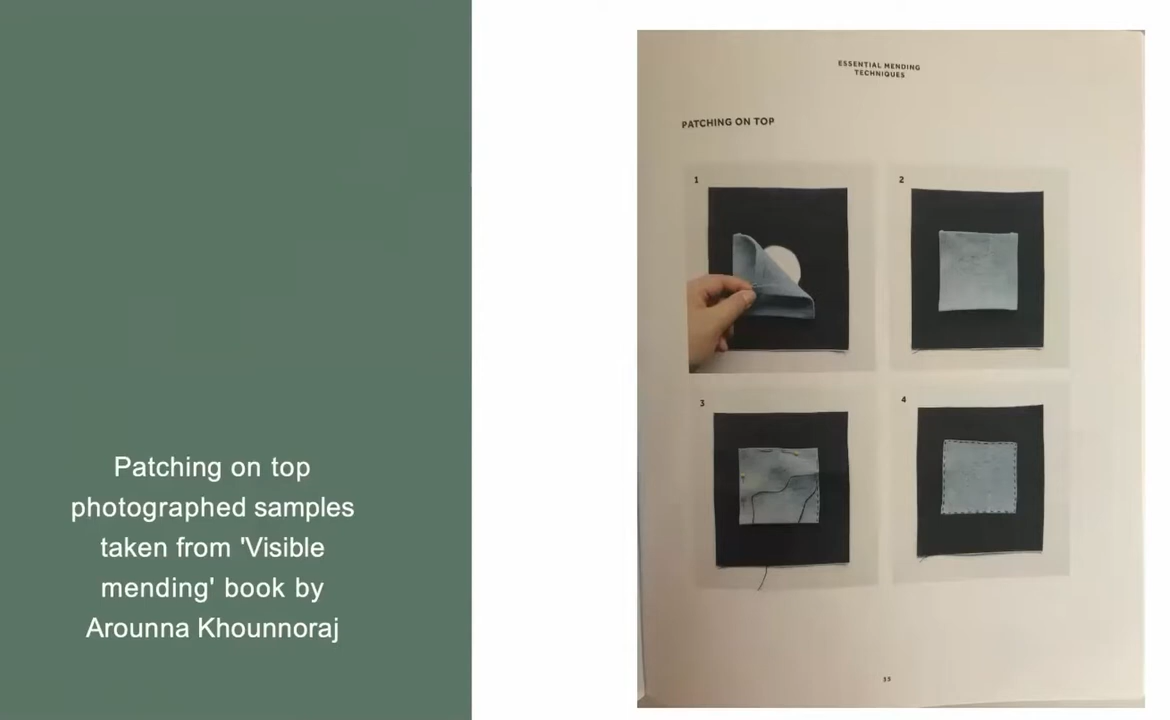 Patching on top
photographed samples
taken from 'Visible
mending' book by
Arounna Khounnoraj
ESSENTIAL MENDING
TECHNIQUES
PATCHING ON TOP
1
2
3
4
33